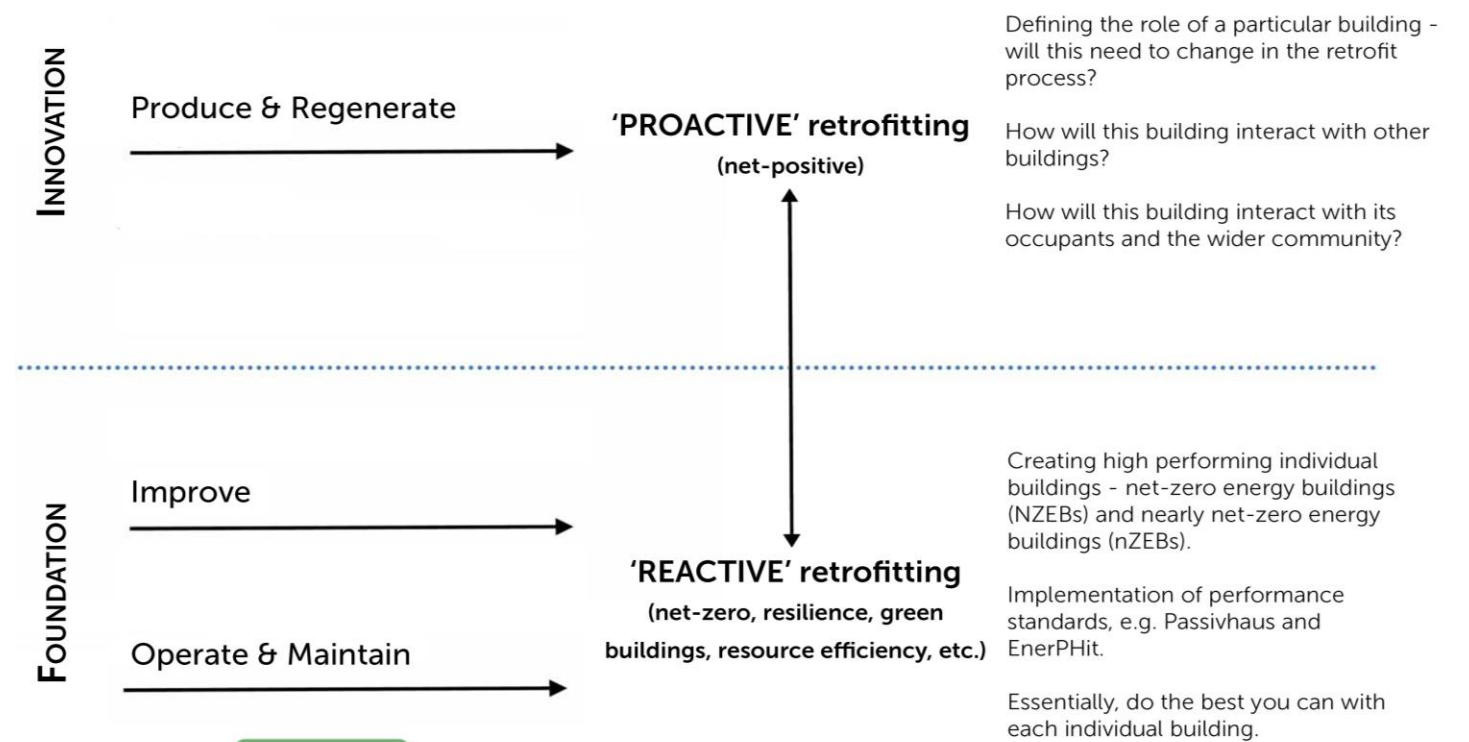 INNOVATION
Produce & Regenerate
'PROACTIVE' retrofitting
(net-positive)
Defining the role of a particular building -
will this need to change in the retrofit
process?
How will this building interact with other
buildings?
How will this building interact with its
occupants and the wider community?
FOUNDATION
Improve
Operate & Maintain
'REACTIVE' retrofitting
(net-zero, resilience, green
buildings, resource efficiency, etc.)
Creating high performing individual
buildings - net-zero energy buildings
(NZEBs) and nearly net-zero energy
buildings (nZEBs).
Implementation of performance
standards, e.g. Passivhaus and
EnerPHit.
Essentially, do the best you can with
each individual building.